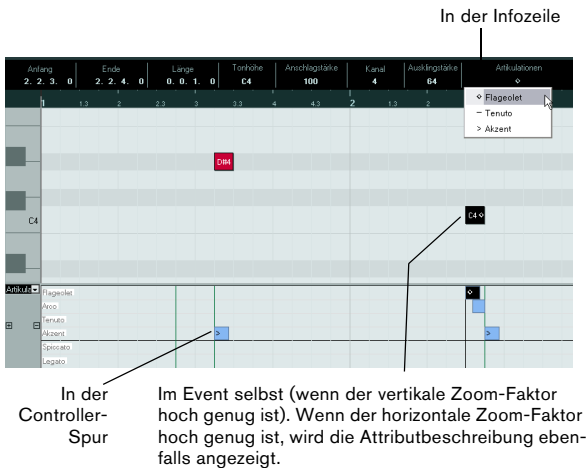 In der Infozeile
Anfang Ende Länge Tonhöhe Anschlagstärke Kanal Ausklingstärke Artikulationen
2. 2. 3. 0 2. 2. 4. 0 0. 0. 1. 0 C4 100 4 64
1 1.3 2 2.3 3 3.3 4 4.3 2 1.3 2
Flageolet
– Tenuto
> Akzent
D#4
C4
C4
Artikula
Flageolet
Arco
Tenuto
Akzent
>
>
Spiccato
Legato
In der
Controller-
Spur
Im Event selbst (wenn der vertikale Zoom-Faktor
hoch genug ist). Wenn der horizontale Zoom-Faktor
hoch genug ist, wird die Attributbeschreibung eben-
falls angezeigt.